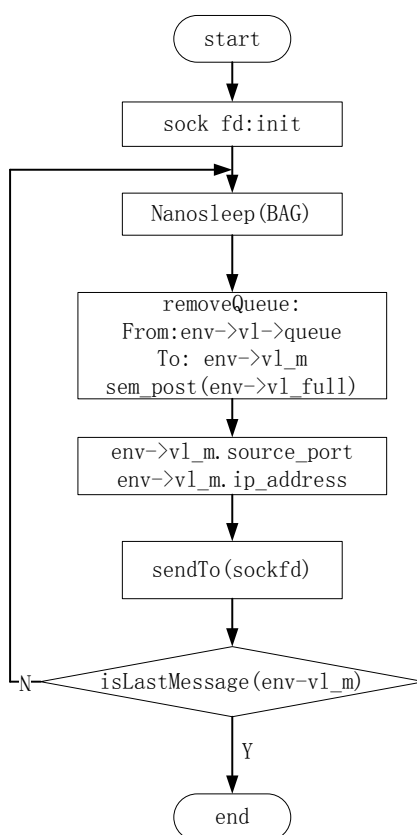 start
sock fd:init
Nanosleep(BAG)
removeQueue:
From:env->vl->queue
To: env->vl_m
sem_post(env->vl_full)
env->vl_m.source_port
env->vl_m.ip_address
sendTo(sockfd)
isLastMessage(env-vl_m)
N
Y
end